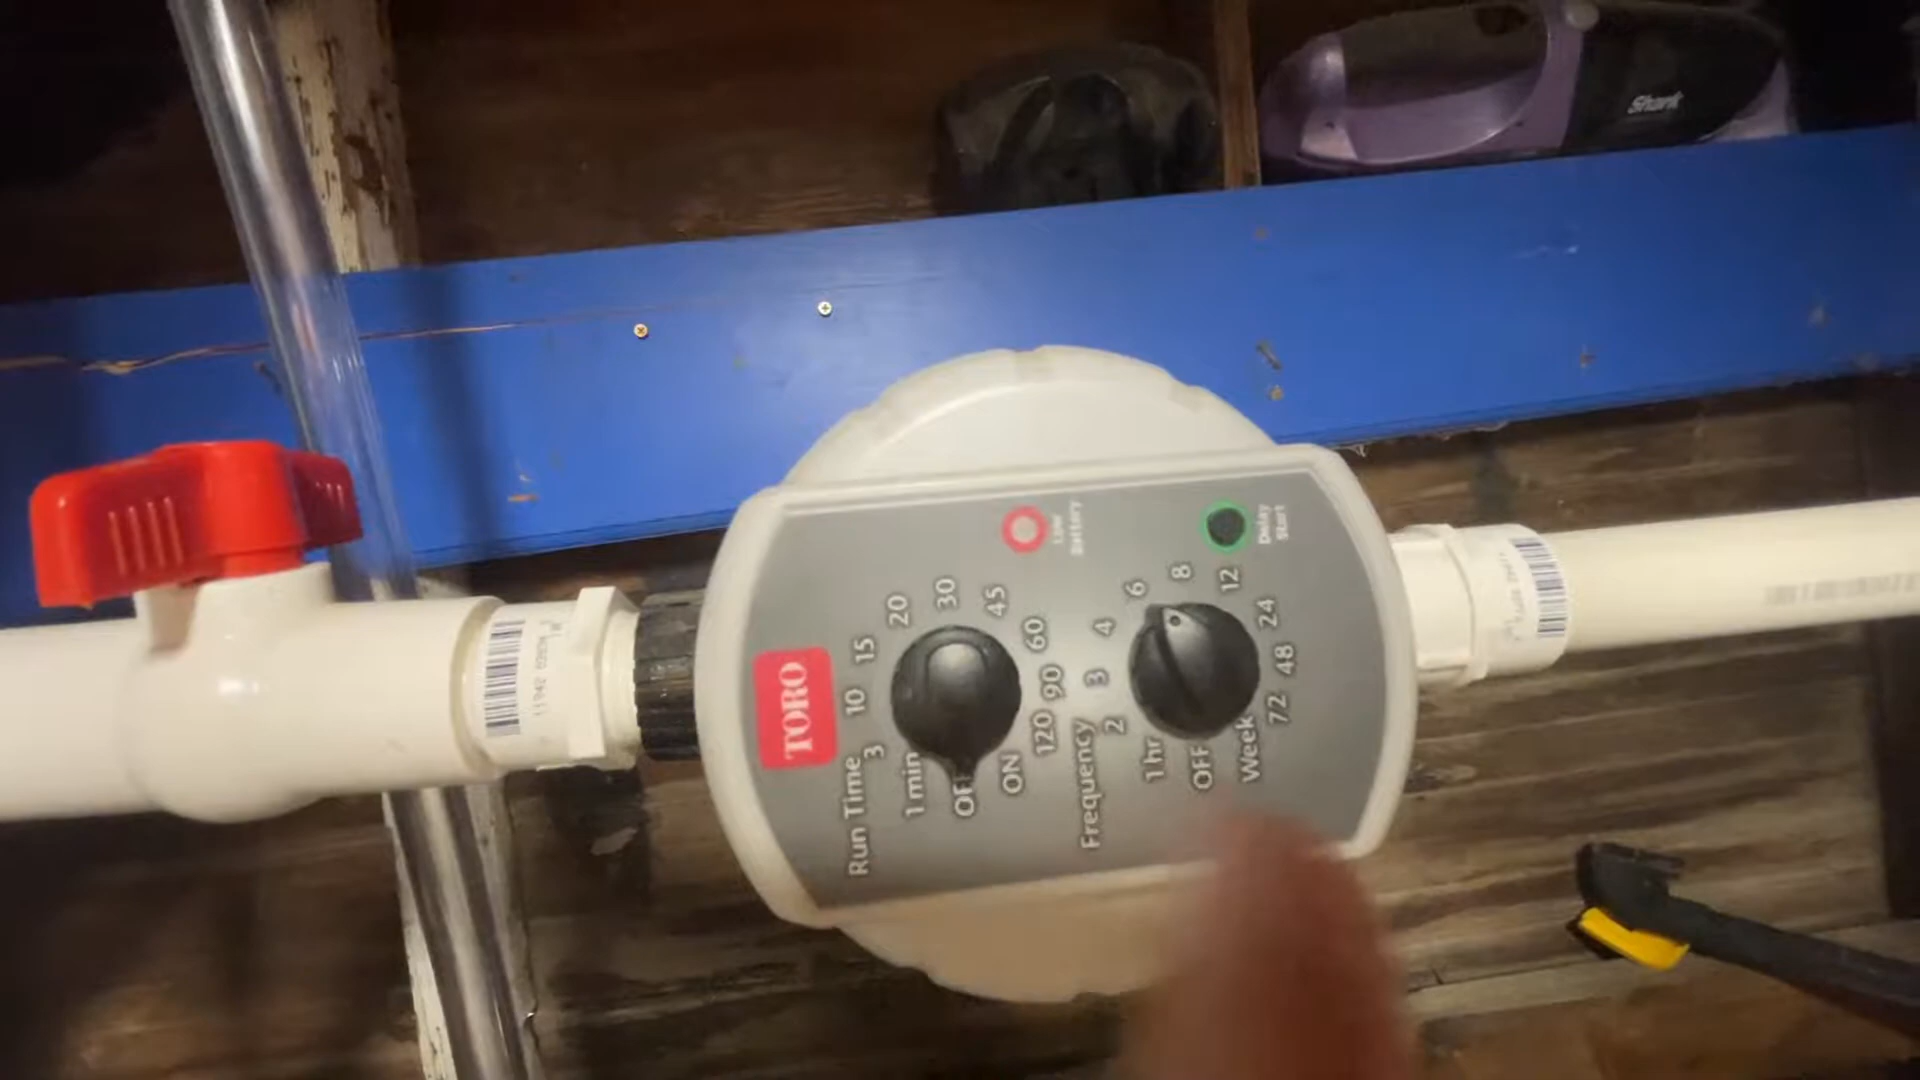 Shark
TORO
Run Time
OFF
1 min
3
10
15
20
30
45
60
90
120
ON
Frequency
OFF
1 hr
2
3
4
6
8
12
24
48
72
Week
Low
Battery
Delay
Start